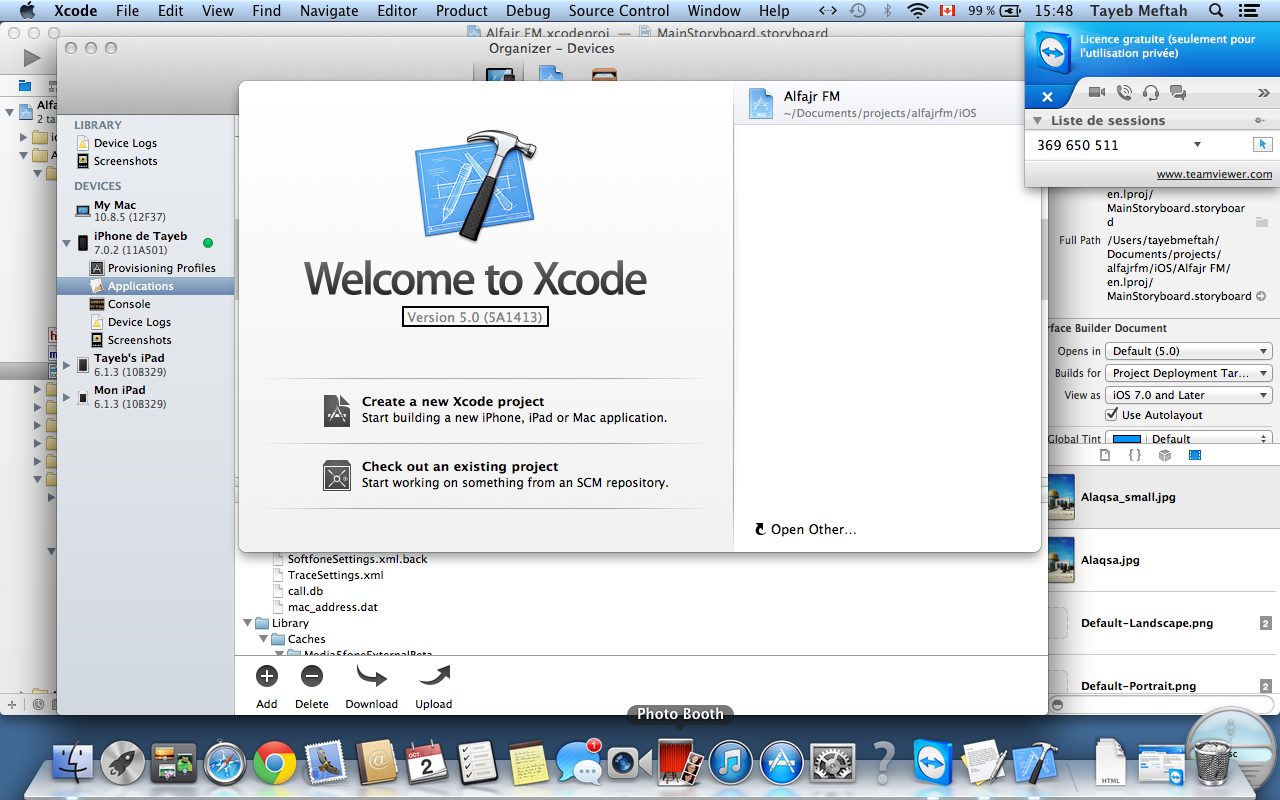 Xcode File Edit View Find Navigate Editor Product Debug Source Control Window Help 99 % 15:48 Tayeb Meftah
Alfajr FM.xcodeproj — MainStoryboard.storyboard
Organizer – Devices
LIBRARY
Device Logs
Screenshots
DEVICES
My Mac
10.8.5 (12F37)
iPhone de Tayeb
7.0.2 (11A501)
Provisioning Profiles
Applications
Console
Device Logs
Screenshots
Tayeb's iPad
6.1.3 (10B329)
Mon iPad
6.1.3 (10B329)
Welcome to Xcode
Version 5.0 (5A1413)
Create a new Xcode project
Start building a new iPhone, iPad or Mac application.
Check out an existing project
Start working on something from an SCM repository.
Alfajr FM
~/Documents/projects/alfajrfm/iOS
Open Other...
Licence gratuite (seulement pour
l'utilisation privée)
Liste de sessions
369 650 511
www.teamviewer.com
en.lproj/
MainStoryboard.storyboar
d
Full Path /Users/tayebmeftah/
Documents/projects/
alfajrfm/iOS/Alfajr FM/
en.lproj/
MainStoryboard.storyboard
rface Builder Document
Opens in Default (5.0)
Builds for Project Deployment Tar...
View as iOS 7.0 and Later
Use Autolayout
Global Tint Default
Alaqsa_small.jpg
Alaqsa.jpg
Default-Landscape.png 2
Default-Portrait.png 2
SoftfoneSettings.xml.back
TraceSettings.xml
call.db
mac_address.dat
Library
Caches
Add Delete Download Upload
Photo Booth
OCT
2
1
HTML